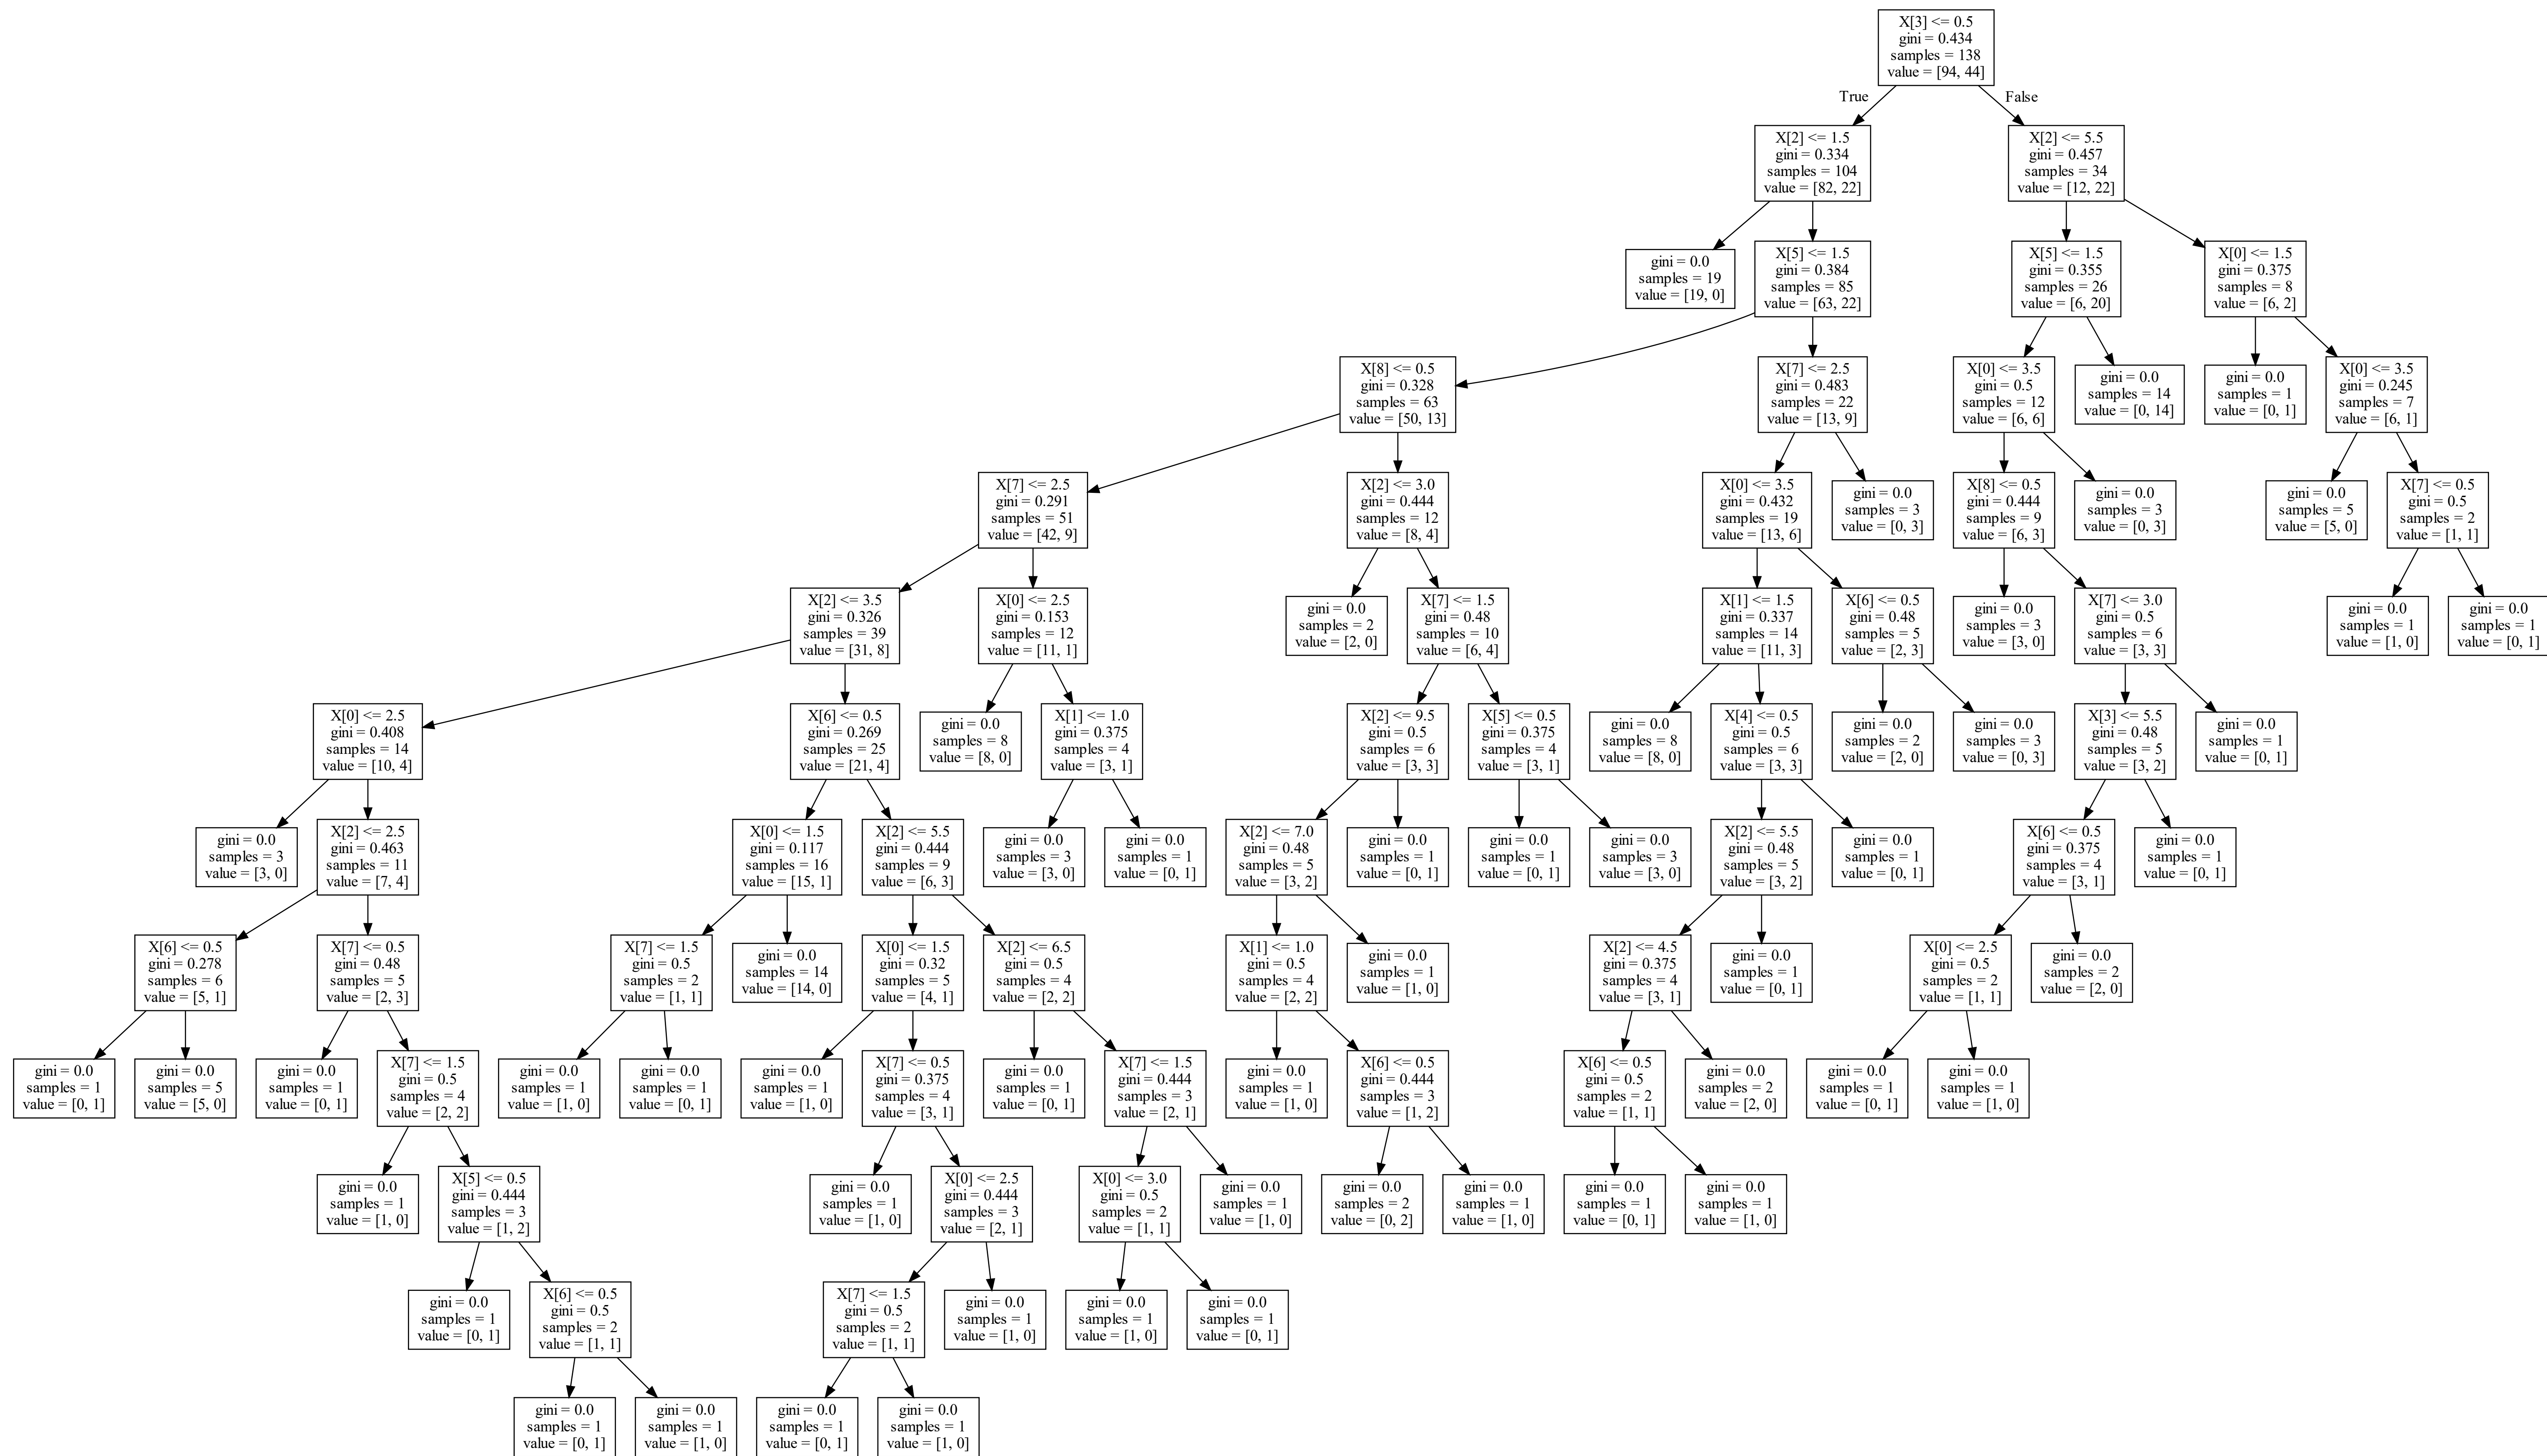 X[3] <= 0.5
gini = 0.434
samples = 138
value = [94, 44]
True
False
X[2] <= 1.5
gini = 0.334
samples = 104
value = [82, 22]
X[2] <= 5.5
gini = 0.457
samples = 34
value = [12, 22]
gini = 0.0
samples = 19
value = [19, 0]
X[5] <= 1.5
gini = 0.384
samples = 85
value = [63, 22]
X[5] <= 1.5
gini = 0.355
samples = 26
value = [6, 20]
X[0] <= 1.5
gini = 0.375
samples = 8
value = [6, 2]
X[8] <= 0.5
gini = 0.328
samples = 63
value = [50, 13]
X[7] <= 2.5
gini = 0.483
samples = 22
value = [13, 9]
X[0] <= 3.5
gini = 0.5
samples = 12
value = [6, 6]
gini = 0.0
samples = 14
value = [0, 14]
gini = 0.0
samples = 1
value = [0, 1]
X[0] <= 3.5
gini = 0.245
samples = 7
value = [6, 1]
X[7] <= 2.5
gini = 0.291
samples = 51
value = [42, 9]
X[2] <= 3.0
gini = 0.444
samples = 12
value = [8, 4]
X[0] <= 3.5
gini = 0.432
samples = 19
value = [13, 6]
gini = 0.0
samples = 3
value = [0, 3]
X[8] <= 0.5
gini = 0.444
samples = 9
value = [6, 3]
gini = 0.0
samples = 3
value = [0, 3]
gini = 0.0
samples = 5
value = [5, 0]
X[7] <= 0.5
gini = 0.5
samples = 2
value = [1, 1]
X[2] <= 3.5
gini = 0.326
samples = 39
value = [31, 8]
X[0] <= 2.5
gini = 0.153
samples = 12
value = [11, 1]
gini = 0.0
samples = 2
value = [2, 0]
X[7] <= 1.5
gini = 0.48
samples = 10
value = [6, 4]
X[1] <= 1.5
gini = 0.337
samples = 14
value = [11, 3]
X[6] <= 0.5
gini = 0.48
samples = 5
value = [2, 3]
gini = 0.0
samples = 3
value = [3, 0]
X[7] <= 3.0
gini = 0.5
samples = 6
value = [3, 3]
gini = 0.0
samples = 1
value = [1, 0]
gini = 0.0
samples = 1
value = [0, 1]
X[0] <= 2.5
gini = 0.408
samples = 14
value = [10, 4]
X[6] <= 0.5
gini = 0.269
samples = 25
value = [21, 4]
gini = 0.0
samples = 8
value = [8, 0]
X[1] <= 1.0
gini = 0.375
samples = 4
value = [3, 1]
X[2] <= 9.5
gini = 0.5
samples = 6
value = [3, 3]
X[5] <= 0.5
gini = 0.375
samples = 4
value = [3, 1]
gini = 0.0
samples = 8
value = [8, 0]
X[4] <= 0.5
gini = 0.5
samples = 6
value = [3, 3]
gini = 0.0
samples = 2
value = [2, 0]
gini = 0.0
samples = 3
value = [0, 3]
X[3] <= 5.5
gini = 0.48
samples = 5
value = [3, 2]
gini = 0.0
samples = 1
value = [0, 1]
gini = 0.0
samples = 3
value = [3, 0]
X[2] <= 2.5
gini = 0.463
samples = 11
value = [7, 4]
X[0] <= 1.5
gini = 0.117
samples = 16
value = [15, 1]
X[2] <= 5.5
gini = 0.444
samples = 9
value = [6, 3]
gini = 0.0
samples = 3
value = [3, 0]
gini = 0.0
samples = 1
value = [0, 1]
X[2] <= 7.0
gini = 0.48
samples = 5
value = [3, 2]
gini = 0.0
samples = 1
value = [0, 1]
gini = 0.0
samples = 1
value = [0, 1]
gini = 0.0
samples = 3
value = [3, 0]
X[2] <= 5.5
gini = 0.48
samples = 5
value = [3, 2]
gini = 0.0
samples = 1
value = [0, 1]
X[6] <= 0.5
gini = 0.375
samples = 4
value = [3, 1]
gini = 0.0
samples = 1
value = [0, 1]
X[6] <= 0.5
gini = 0.278
samples = 6
value = [5, 1]
X[7] <= 0.5
gini = 0.48
samples = 5
value = [2, 3]
X[7] <= 1.5
gini = 0.5
samples = 2
value = [1, 1]
gini = 0.0
samples = 14
value = [14, 0]
X[0] <= 1.5
gini = 0.32
samples = 5
value = [4, 1]
X[2] <= 6.5
gini = 0.5
samples = 4
value = [2, 2]
X[1] <= 1.0
gini = 0.5
samples = 4
value = [2, 2]
gini = 0.0
samples = 1
value = [1, 0]
X[2] <= 4.5
gini = 0.375
samples = 4
value = [3, 1]
gini = 0.0
samples = 1
value = [0, 1]
X[0] <= 2.5
gini = 0.5
samples = 2
value = [1, 1]
gini = 0.0
samples = 2
value = [2, 0]
gini = 0.0
samples = 1
value = [0, 1]
gini = 0.0
samples = 5
value = [5, 0]
gini = 0.0
samples = 1
value = [0, 1]
X[7] <= 1.5
gini = 0.5
samples = 4
value = [2, 2]
gini = 0.0
samples = 1
value = [1, 0]
gini = 0.0
samples = 1
value = [0, 1]
gini = 0.0
samples = 1
value = [1, 0]
X[7] <= 0.5
gini = 0.375
samples = 4
value = [3, 1]
gini = 0.0
samples = 1
value = [0, 1]
X[7] <= 1.5
gini = 0.444
samples = 3
value = [2, 1]
gini = 0.0
samples = 1
value = [1, 0]
X[6] <= 0.5
gini = 0.444
samples = 3
value = [1, 2]
X[6] <= 0.5
gini = 0.5
samples = 2
value = [1, 1]
gini = 0.0
samples = 2
value = [2, 0]
gini = 0.0
samples = 1
value = [0, 1]
gini = 0.0
samples = 1
value = [1, 0]
gini = 0.0
samples = 1
value = [1, 0]
X[5] <= 0.5
gini = 0.444
samples = 3
value = [1, 2]
gini = 0.0
samples = 1
value = [1, 0]
X[0] <= 2.5
gini = 0.444
samples = 3
value = [2, 1]
X[0] <= 3.0
gini = 0.5
samples = 2
value = [1, 1]
gini = 0.0
samples = 1
value = [1, 0]
gini = 0.0
samples = 2
value = [0, 2]
gini = 0.0
samples = 1
value = [1, 0]
gini = 0.0
samples = 1
value = [0, 1]
gini = 0.0
samples = 1
value = [1, 0]
gini = 0.0
samples = 1
value = [0, 1]
X[6] <= 0.5
gini = 0.5
samples = 2
value = [1, 1]
X[7] <= 1.5
gini = 0.5
samples = 2
value = [1, 1]
gini = 0.0
samples = 1
value = [1, 0]
gini = 0.0
samples = 1
value = [1, 0]
gini = 0.0
samples = 1
value = [0, 1]
gini = 0.0
samples = 1
value = [0, 1]
gini = 0.0
samples = 1
value = [1, 0]
gini = 0.0
samples = 1
value = [0, 1]
gini = 0.0
samples = 1
value = [1, 0]